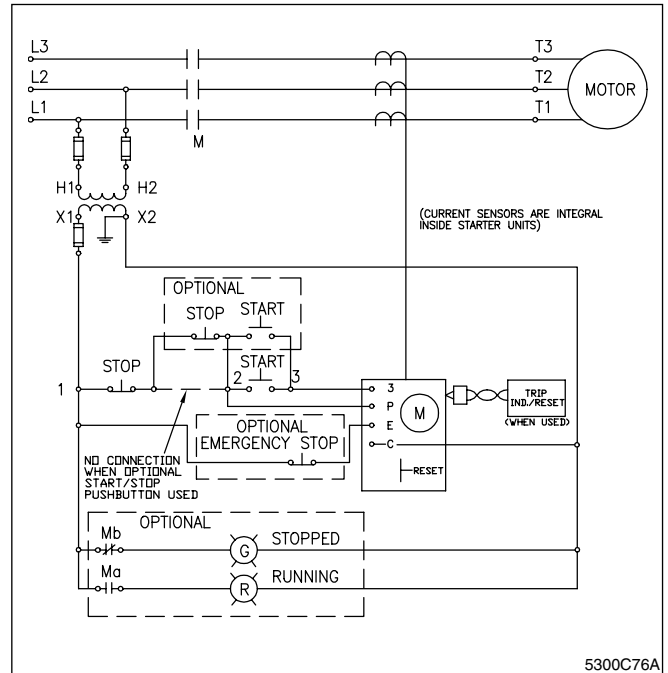 L3
T3
L2
T2
MOTOR
L1
T1
M
H1
H2
X1
X2
(CURRENT SENSORS ARE INTEGRAL
INSIDE STARTER UNITS)
OPTIONAL
STOP
START
STOP
START
1
2
3
3
P
M
E
C
RESET
TRIP
IND./RESET
(WHEN USED)
OPTIONAL
EMERGENCY STOP
NO CONNECTION
WHEN OPTIONAL
START/STOP
PUSHBUTTON USED
OPTIONAL
Mb
G
STOPPED
Ma
R
RUNNING
5300C76A